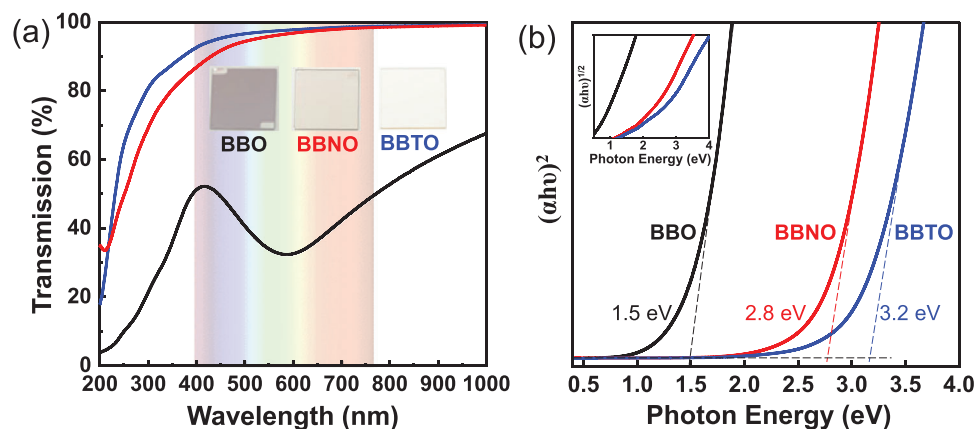 (a)
Transmission (%)
100
80
60
40
20
0
BBO
BBNO
BBTO
200 300 400 500 600 700 800 900 1000
Wavelength (nm)
(b)
(αhυ)²
(αhυ)1/2
1 2 3 4
Photon Energy (eV)
BBO
BBNO
BBTO
1.5 eV
2.8 eV
3.2 eV
0.5 1.0 1.5 2.0 2.5 3.0 3.5 4.0
Photon Energy (eV)